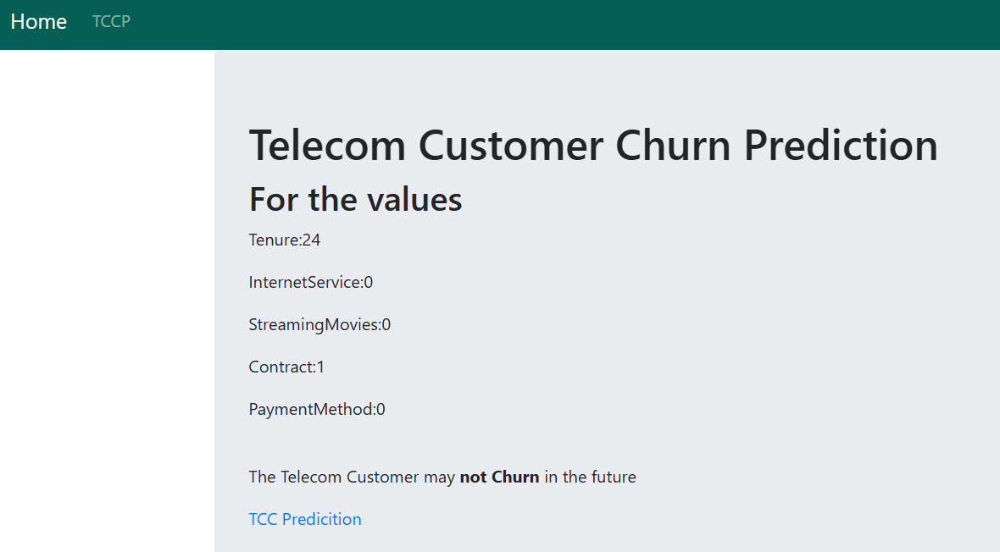 Home TCCP
Telecom Customer Churn Prediction
For the values
Tenure:24
InternetService:0
StreamingMovies:0
Contract:1
PaymentMethod:0
The Telecom Customer may not Churn in the future
TCC Predicition